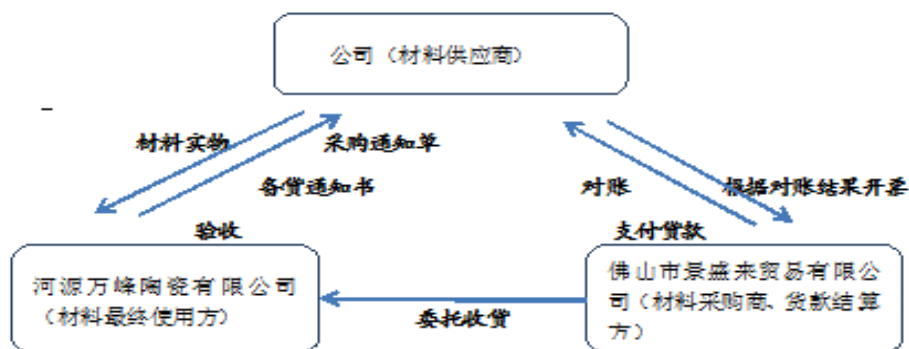 公司（材料供应商）
材料实物
采购通知单
备货通知书
对账
根据对账结果开票
验收
支付货款
河源万峰陶瓷有限公司
（材料最终使用方）
委托收货
佛山市景盛来贸易有限公
司（材料采购商、货款结算
方）